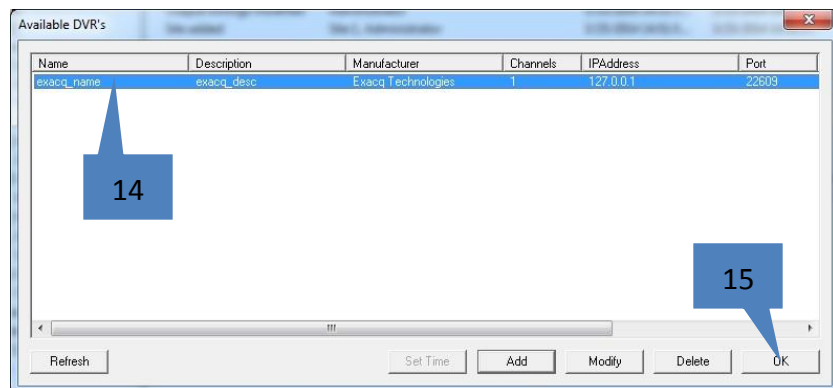 Available DVR's
Name Description Manufacturer Channels IPAddress Port
exacq_name exacq_desc Exacq Technologies 1 127.0.0.1 22609
14
15
Refresh Set Time Add Modify Delete OK